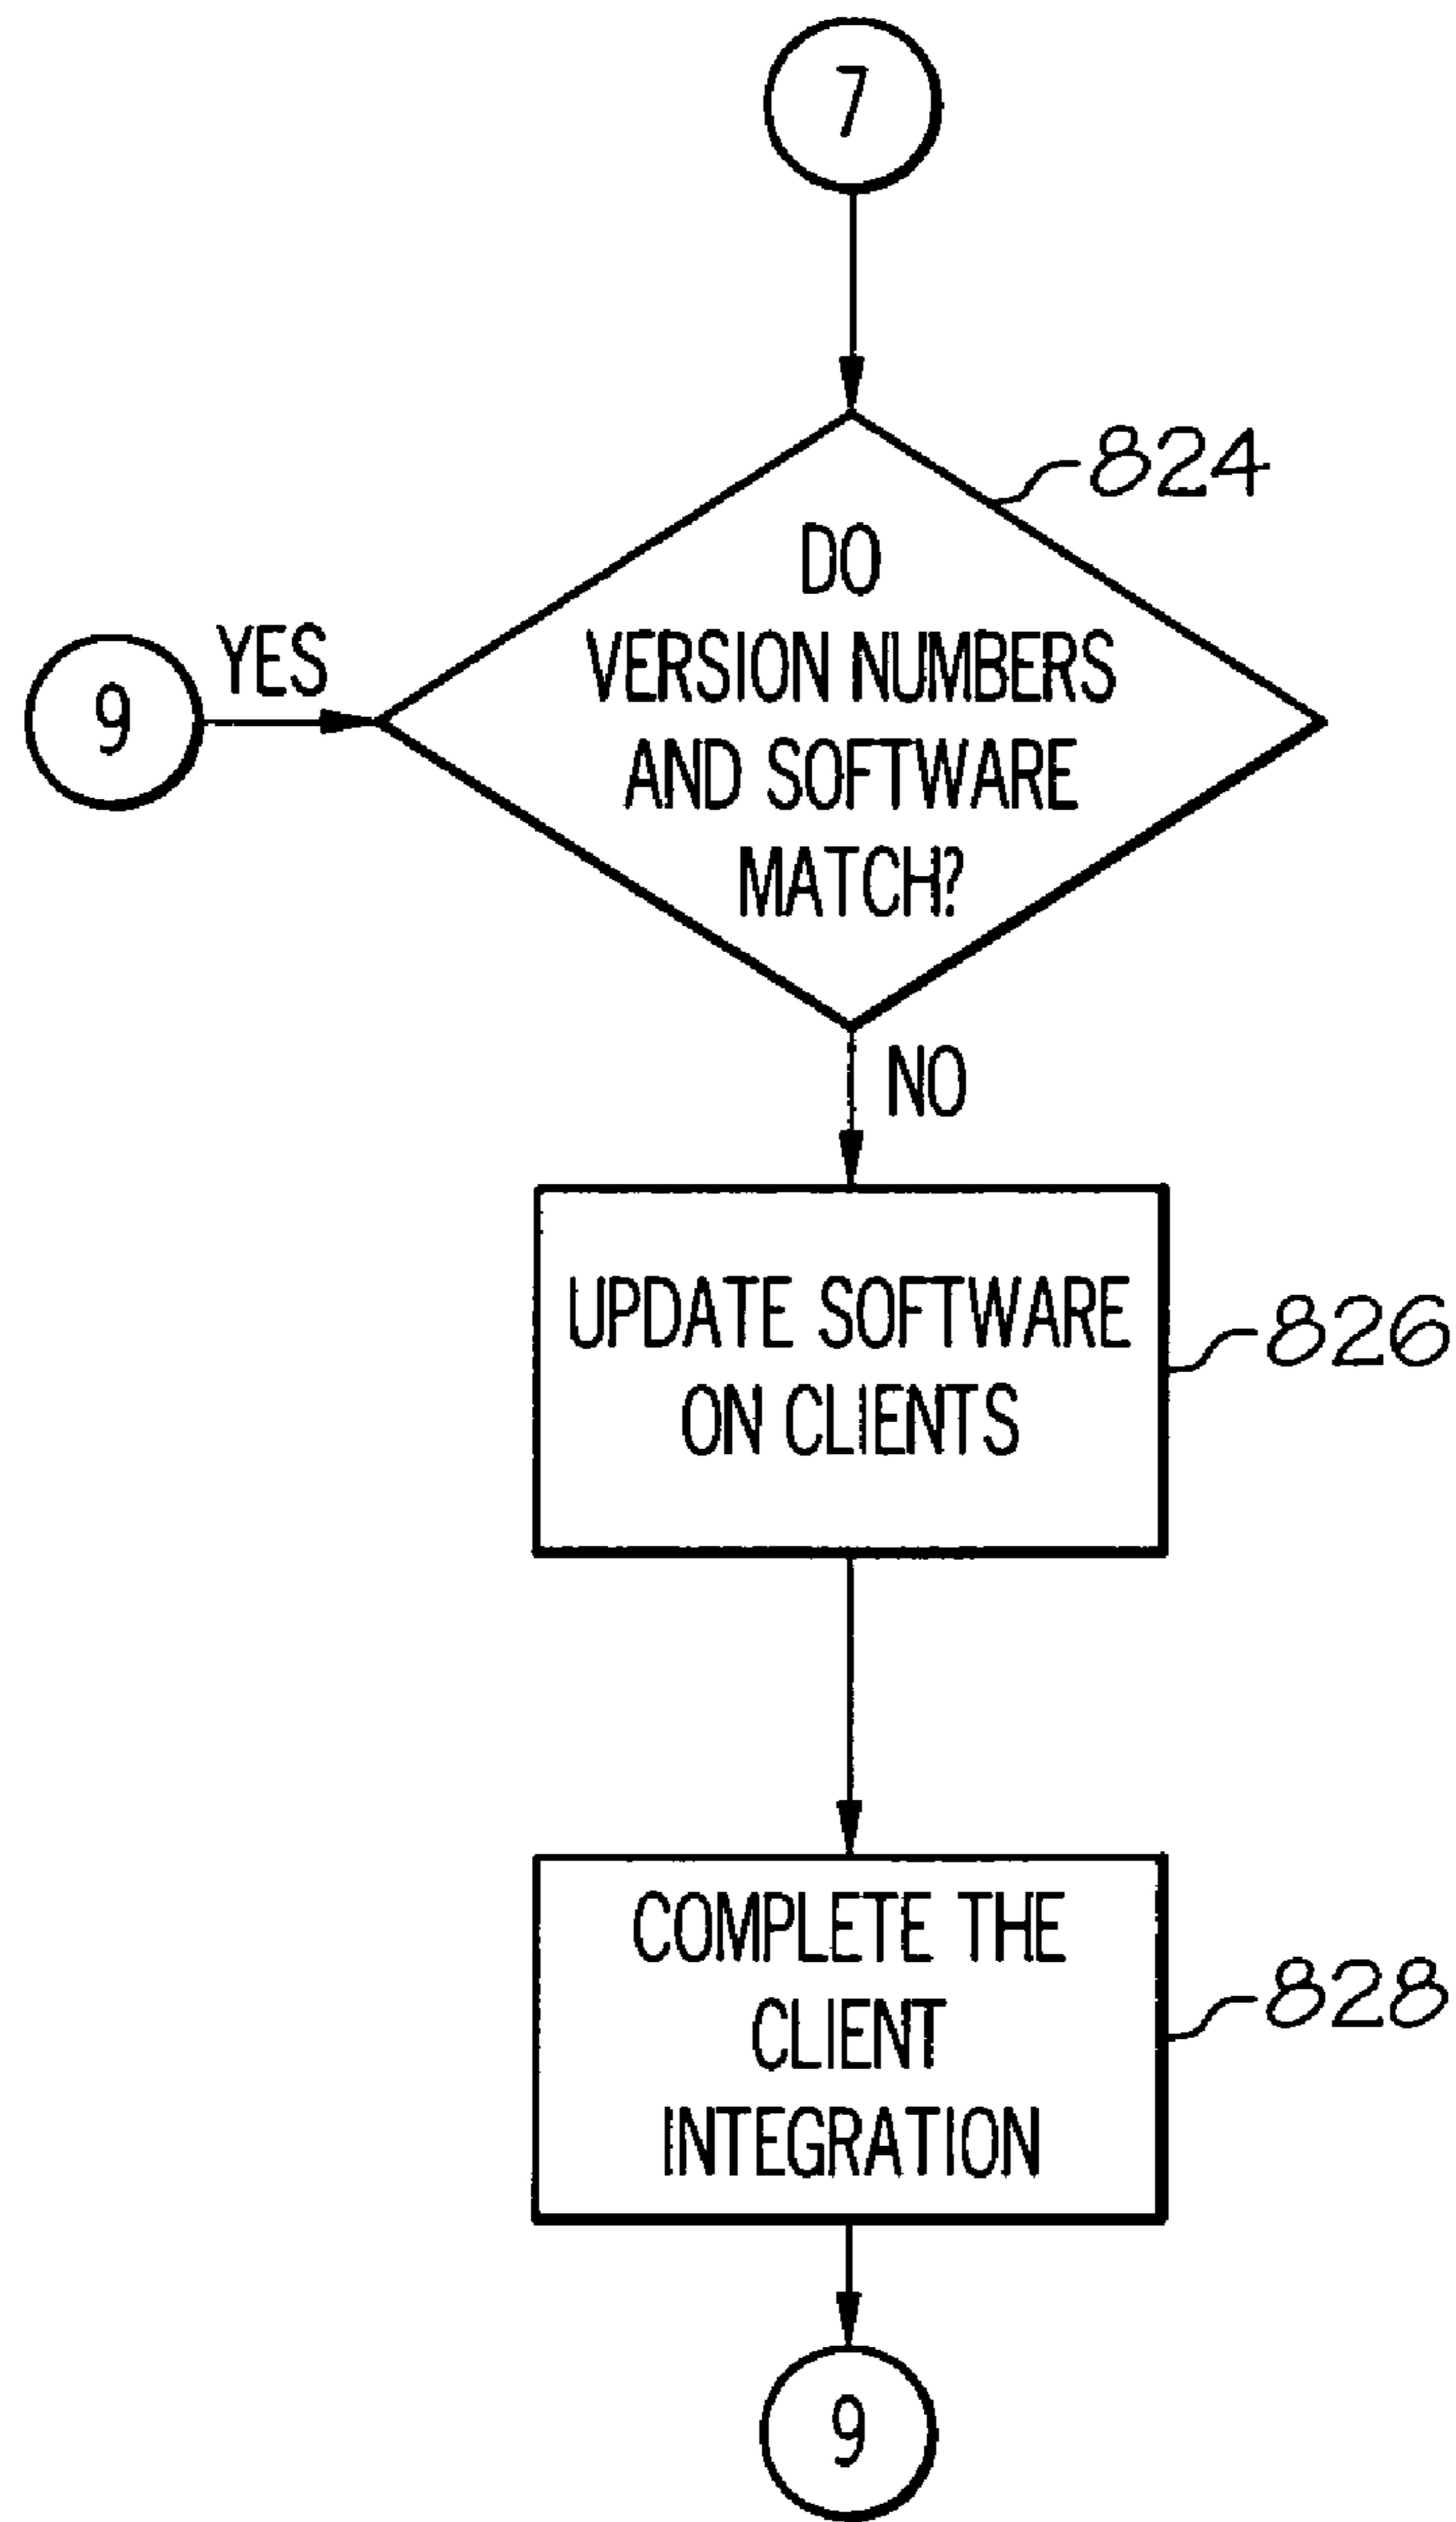 7
824
DO
VERSION NUMBERS
AND SOFTWARE
MATCH?
YES
9
NO
UPDATE SOFTWARE
ON CLIENTS
826
COMPLETE THE
CLIENT
INTEGRATION
828
9